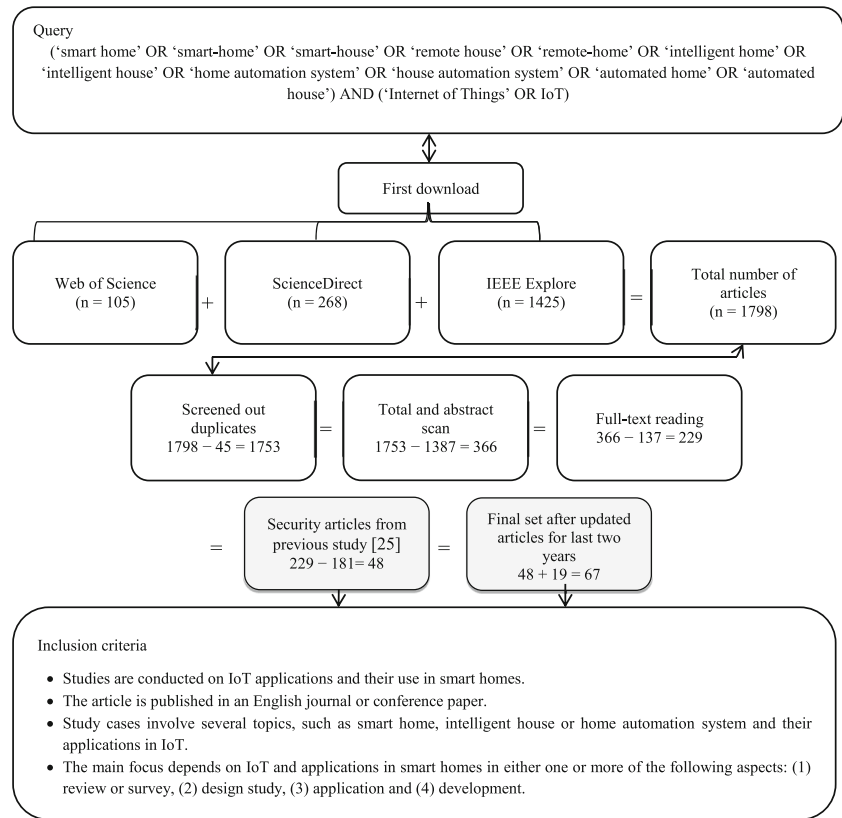 Query
(‘smart home’ OR ‘smart-home’ OR ‘smart-house’ OR ‘remote house’ OR ‘remote-home’ OR ‘intelligent home’ OR
‘intelligent house’ OR ‘home automation system’ OR ‘house automation system’ OR ‘automated home’ OR ‘automated
house’) AND (‘Internet of Things’ OR IoT)
First download
Web of Science
(n = 105)
+
ScienceDirect
(n = 268)
+
IEEE Explore
(n = 1425)
=
Total number of
articles
(n = 1798)
Screened out
duplicates
1798 − 45 = 1753
=
Total and abstract
scan
1753 − 1387 = 366
=
Full-text reading
366 − 137 = 229
=
Security articles from
previous study [25]
229 − 181= 48
=
Final set after updated
articles for last two
years
48 + 19 = 67
Inclusion criteria
• Studies are conducted on IoT applications and their use in smart homes.
• The article is published in an English journal or conference paper.
• Study cases involve several topics, such as smart home, intelligent house or home automation system and their
applications in IoT.
• The main focus depends on IoT and applications in smart homes in either one or more of the following aspects: (1)
review or survey, (2) design study, (3) application and (4) development.